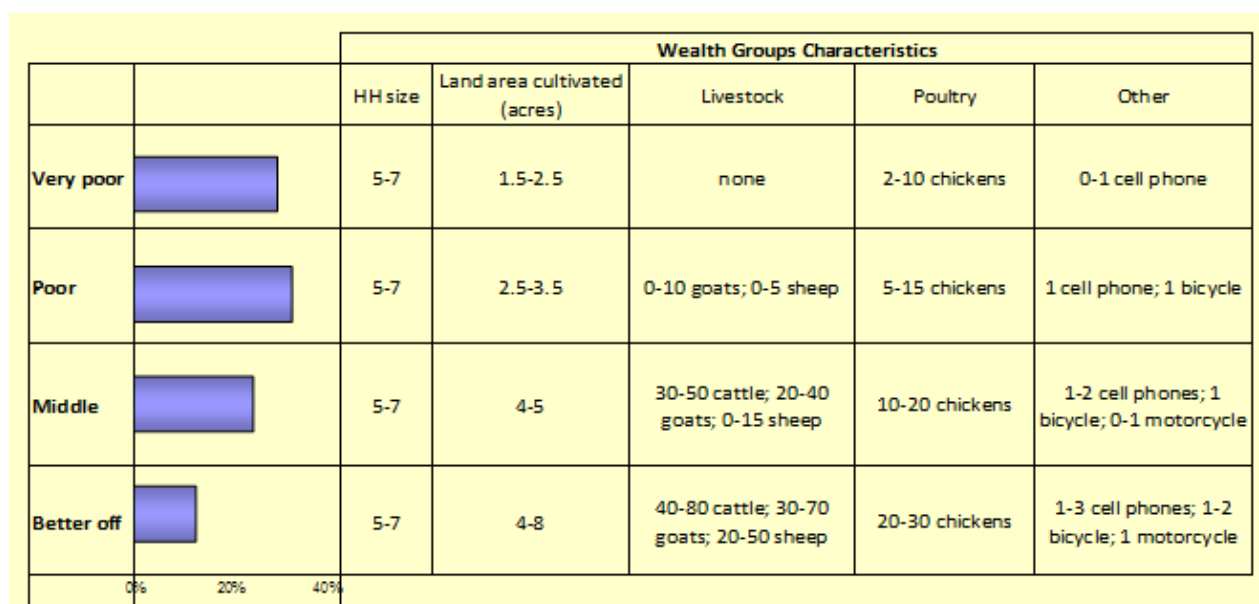 Wealth Groups Characteristics
HH size
Land area cultivated
(acres)
Livestock
Poultry
Other
Very poor
5-7
1.5-2.5
none
2-10 chickens
0-1 cell phone
Poor
5-7
2.5-3.5
0-10 goats; 0-5 sheep
5-15 chickens
1 cell phone; 1 bicycle
Middle
5-7
4-5
30-50 cattle; 20-40
goats; 0-15 sheep
10-20 chickens
1-2 cell phones; 1
bicycle; 0-1 motorcycle
Better off
5-7
4-8
40-80 cattle; 30-70
goats; 20-50 sheep
20-30 chickens
1-3 cell phones; 1-2
bicycle; 1 motorcycle
0%
20%
40%